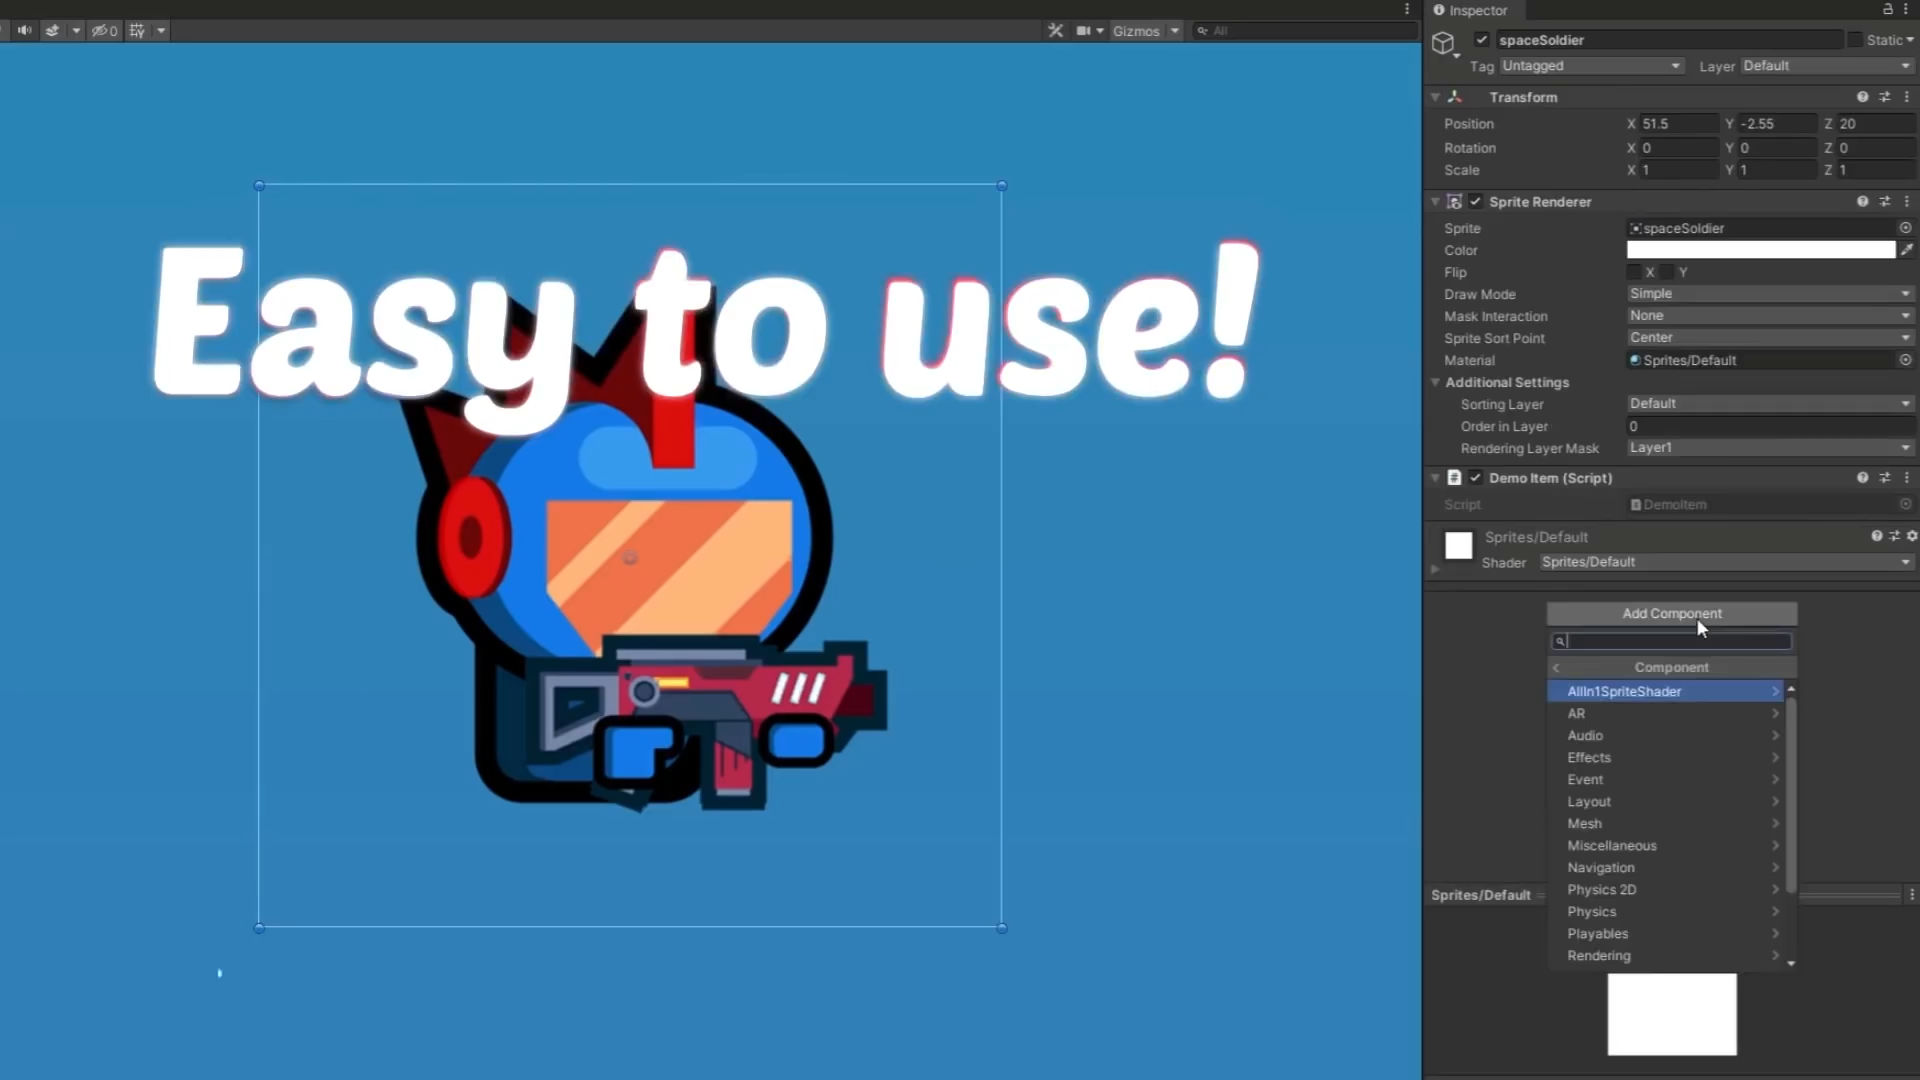 Inspector
0
Gizmos
All
spaceSoldier
Static
Tag Untagged Layer Default
Transform
Position X 51.5 Y -2.55 Z 20
Rotation X 0 Y 0 Z 0
Scale X 1 Y 1 Z 1
Sprite Renderer
Sprite spaceSoldier
Color
Flip X Y
Draw Mode Simple
Mask Interaction None
Sprite Sort Point Center
Material Sprites/Default
Additional Settings
Sorting Layer Default
Order in Layer 0
Rendering Layer Mask Layer1
Demo Item (Script)
Script DemoItem
Sprites/Default
Shader Sprites/Default
Add Component
Component
AllIn1SpriteShader
AR
Audio
Effects
Event
Layout
Mesh
Miscellaneous
Navigation
Physics 2D
Physics
Playables
Rendering
Sprites/Default
Easy to use!